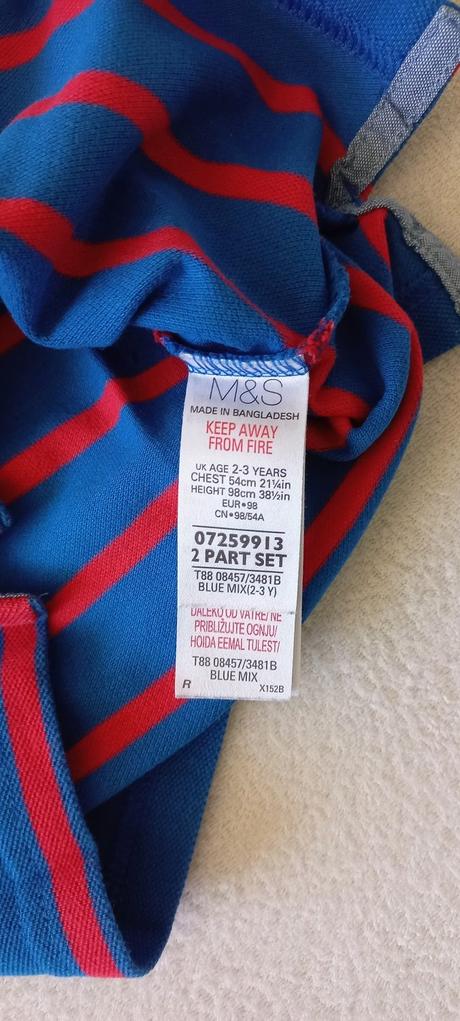 M&S
MADE IN BANGLADESH
KEEP AWAY
FROM FIRE
UK AGE 2-3 YEARS
CHEST 54cm 21¼in
HEIGHT 98cm 38½in
EUR•98
CN•98/54A
07259913
2 PART SET
T88 08457/3481B
BLUE MIX(2-3 Y)
DALEKO OD VATRE/ NE
PRIBLIŽUJTE OGNJU/
HOIDA EEMAL TULEST/
T88 08457/3481B
BLUE MIX
R X152B